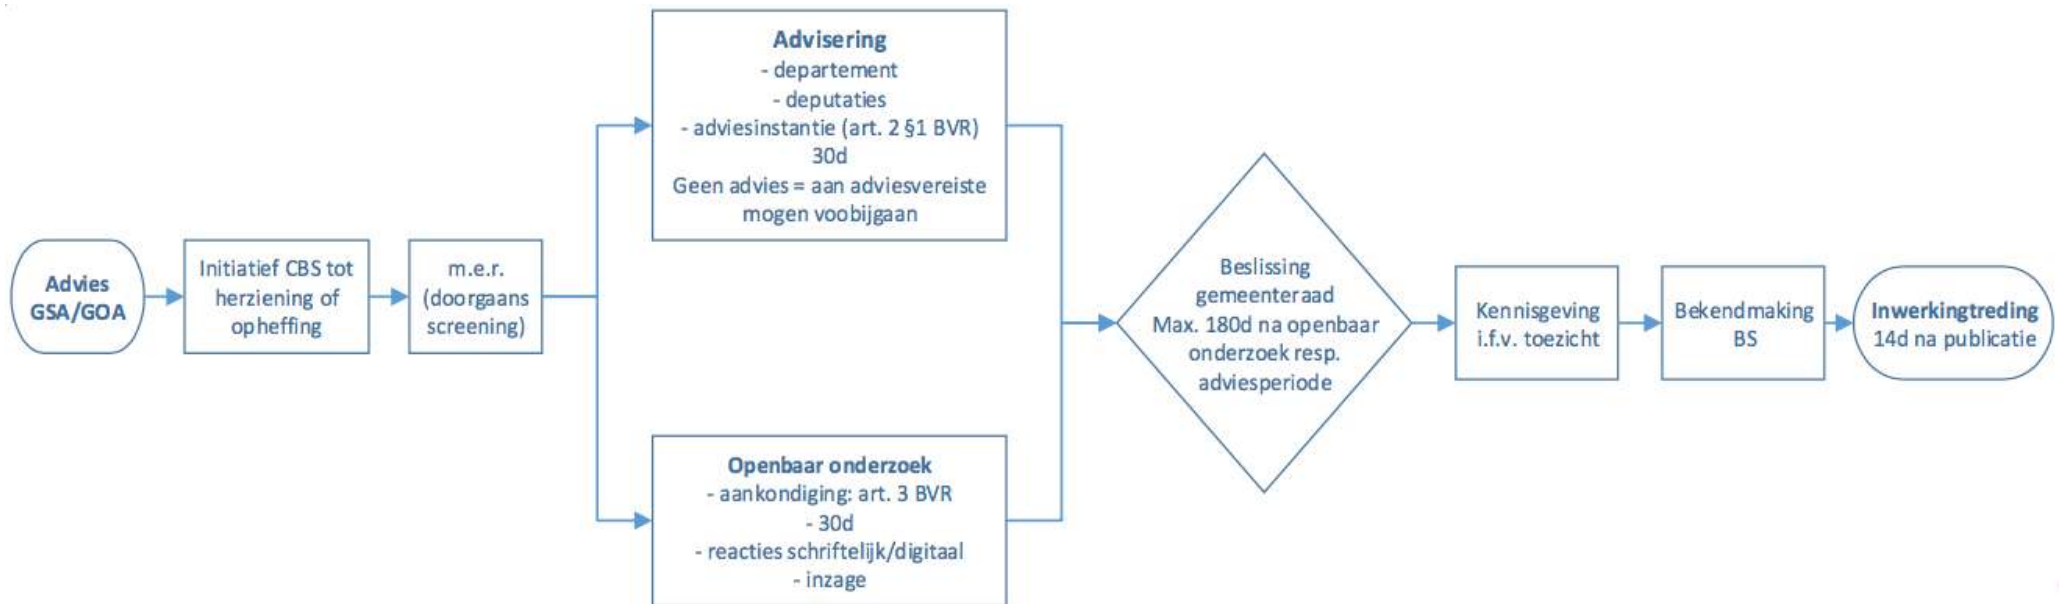 Advies
GSA/GOA
Initiatief CBS tot
herziening of
opheffing
m.e.r.
(doorgaans
screening)
Advisering
- departement
- deputaties
- adviesinstantie (art. 2 §1 BVR)
30d
Geen advies = aan adviesvereiste
mogen voobijgaan
Openbaar onderzoek
- aankondiging: art. 3 BVR
- 30d
- reacties schriftelijk/digitaal
- inzage
Beslissing
gemeenteraad
Max. 180d na openbaar
onderzoek resp.
adviesperiode
Kennisgeving
i.f.v. toezicht
Bekendmaking
BS
Inwerkingtreding
14d na publicatie